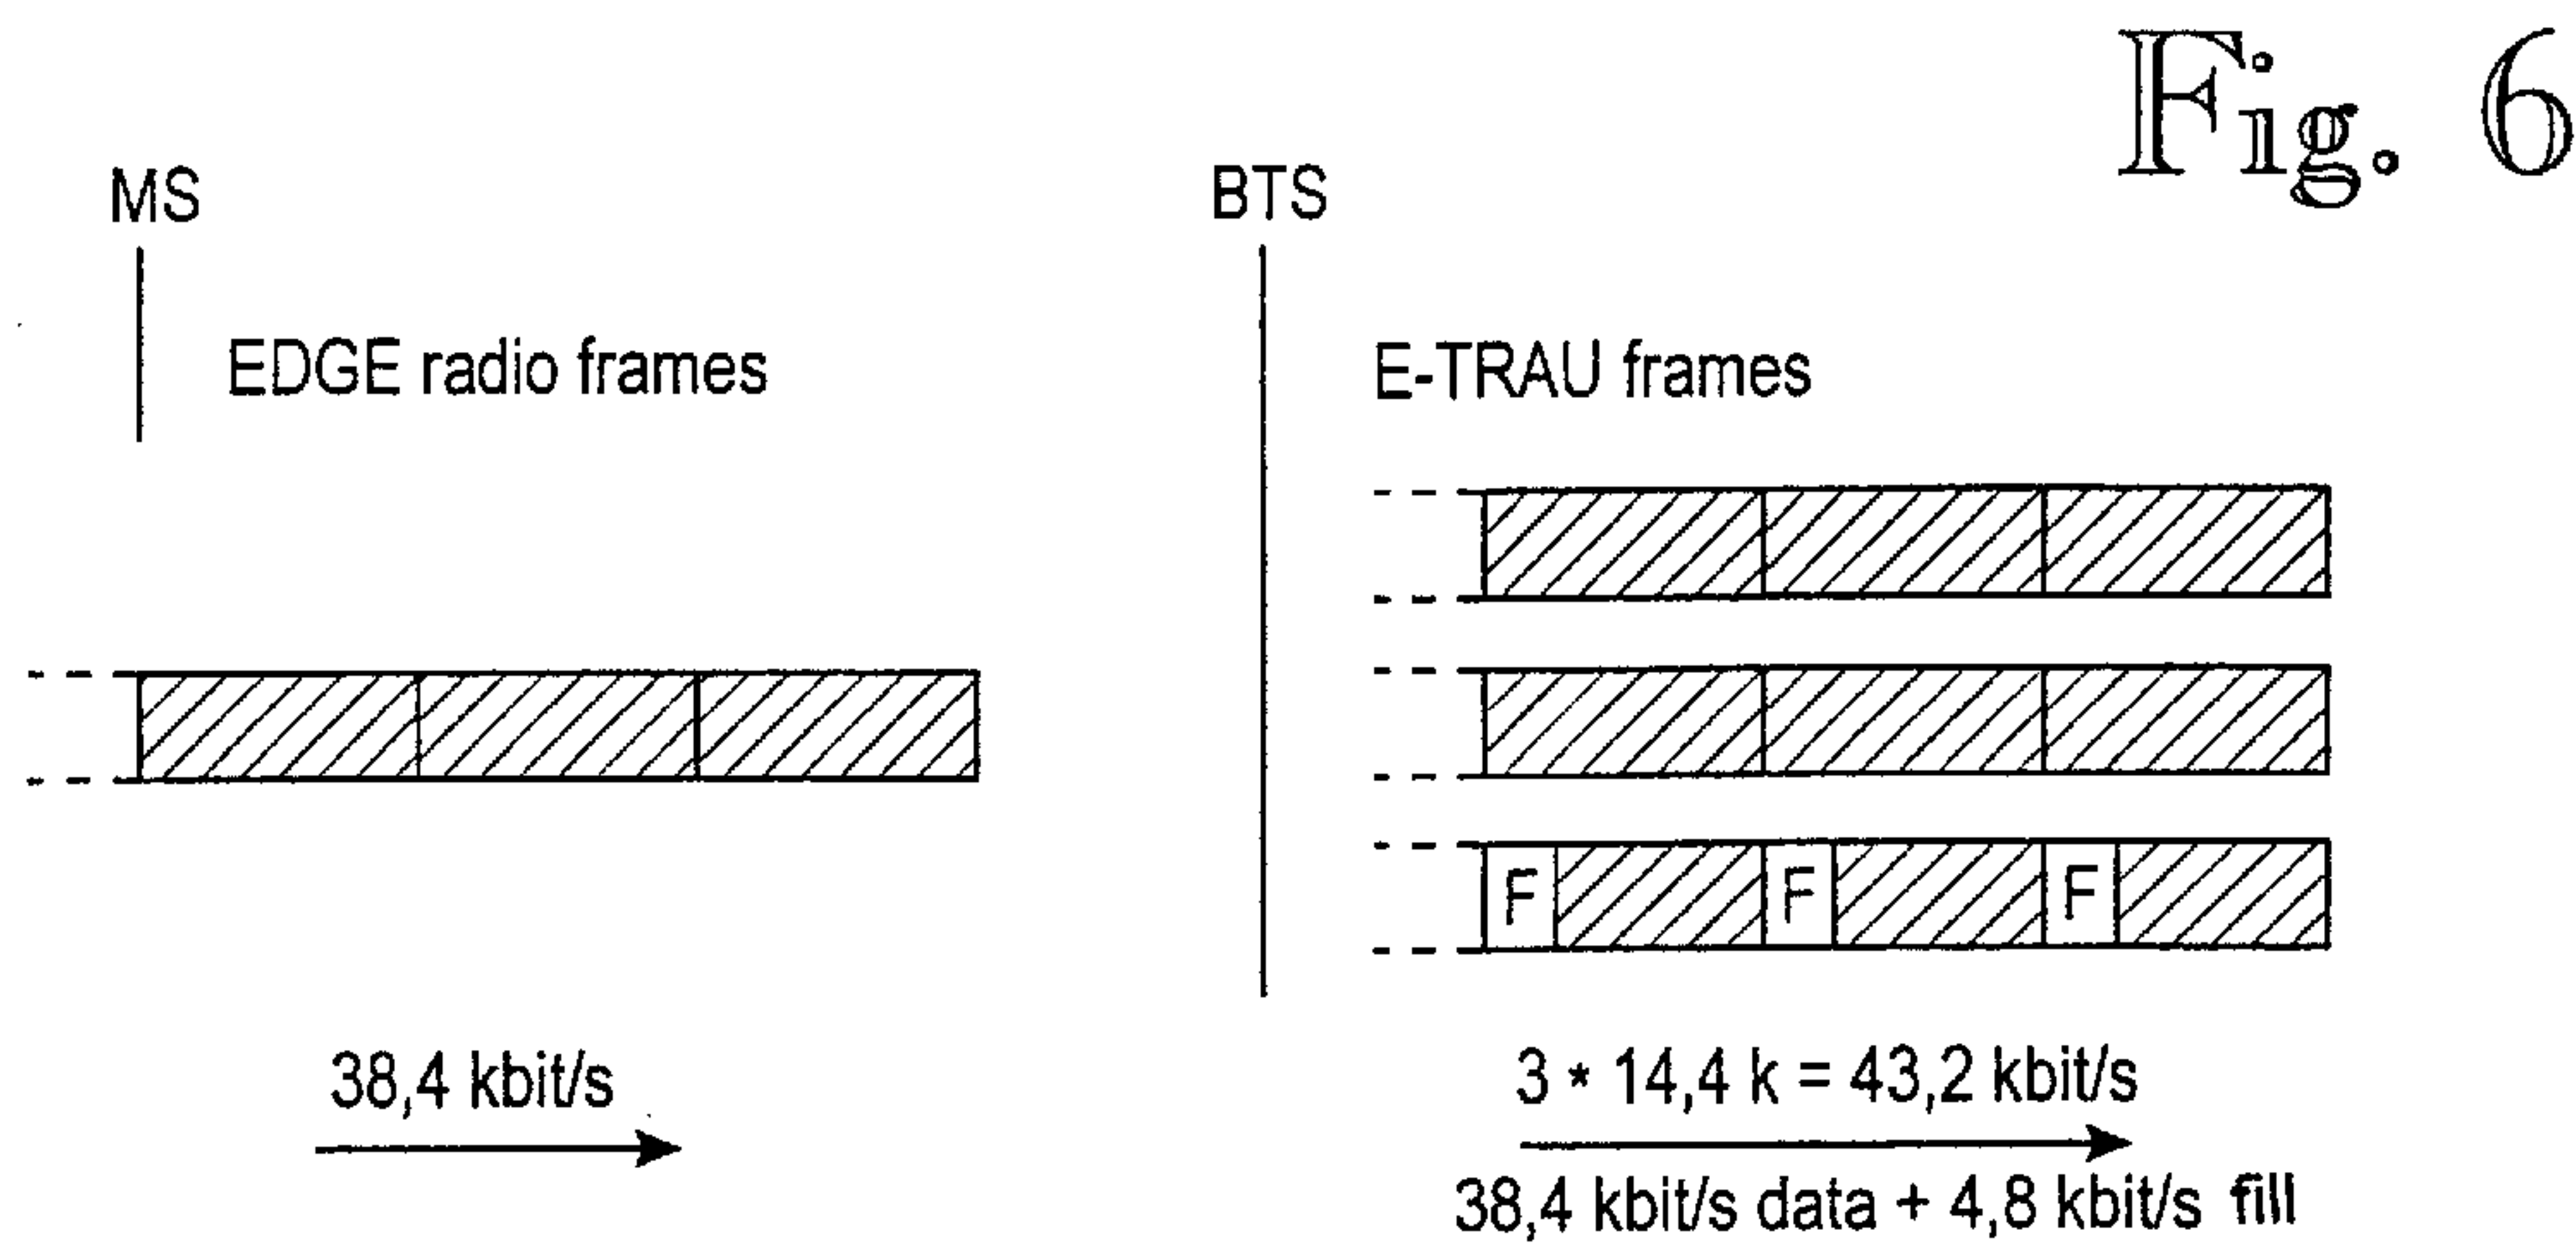 Fig. 6
MS
BTS
EDGE radio frames
E-TRAU frames
F
F
F
38,4 kbit/s
3 * 14,4 k = 43,2 kbit/s
38,4 kbit/s data + 4,8 kbit/s fill